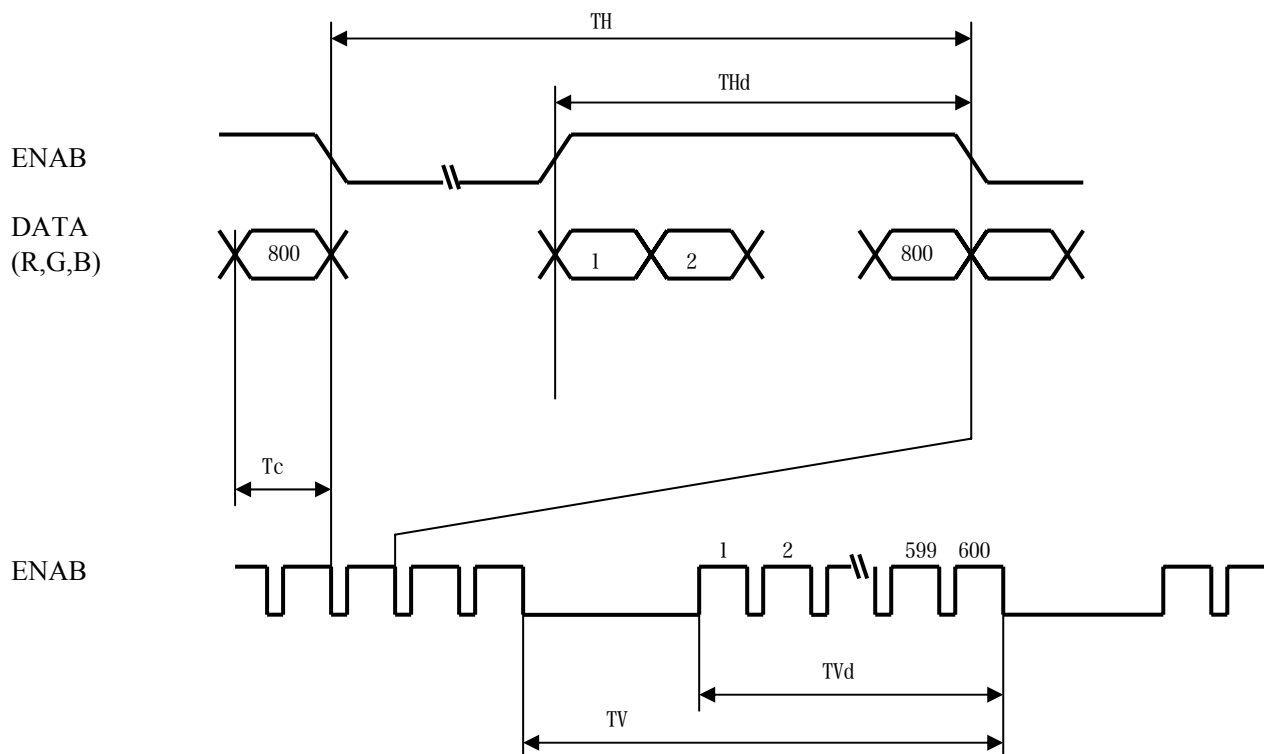 TH
THd
ENAB
DATA
(R,G,B)
800
1
2
800
Tc
ENAB
1
2
599
600
TVd
TV